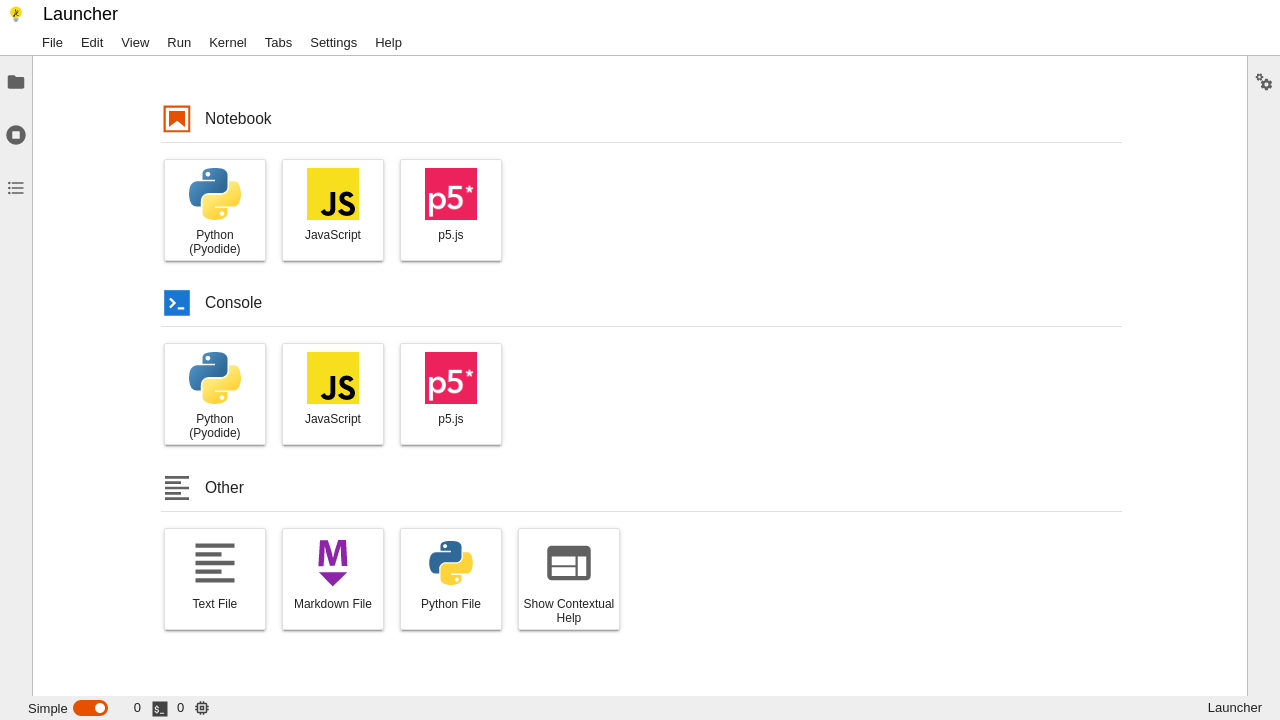 Launcher
File Edit View Run Kernel Tabs Settings Help
Notebook
Python
(Pyodide)
JS
JavaScript
p5*
p5.js
Console
Python
(Pyodide)
JS
JavaScript
p5*
p5.js
Other
Text File
M
Markdown File
Python File
Show Contextual
Help
Simple 0 $_ 0 Launcher